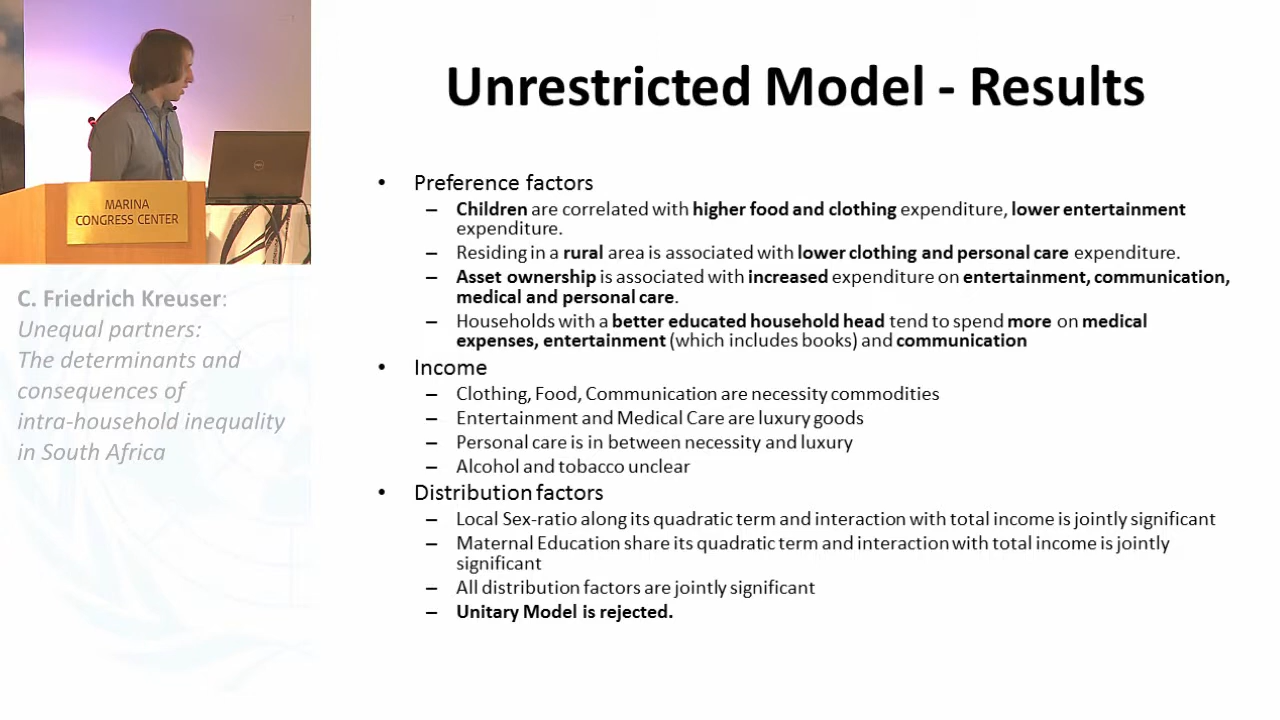 Unrestricted Model - Results
MARINA
CONGRESS CENTER
C. Friedrich Kreuser:
Unequal partners:
The determinants and
consequences of
intra-household inequality
in South Africa
• Preference factors
– Children are correlated with higher food and clothing expenditure, lower entertainment
expenditure.
– Residing in a rural area is associated with lower clothing and personal care expenditure.
– Asset ownership is associated with increased expenditure on entertainment, communication,
medical and personal care.
– Households with a better educated household head tend to spend more on medical
expenses, entertainment (which includes books) and communication
• Income
– Clothing, Food, Communication are necessity commodities
– Entertainment and Medical Care are luxury goods
– Personal care is in between necessity and luxury
– Alcohol and tobacco unclear
• Distribution factors
– Local Sex-ratio along its quadratic term and interaction with total income is jointly significant
– Maternal Education share its quadratic term and interaction with total income is jointly
significant
– All distribution factors are jointly significant
– Unitary Model is rejected.